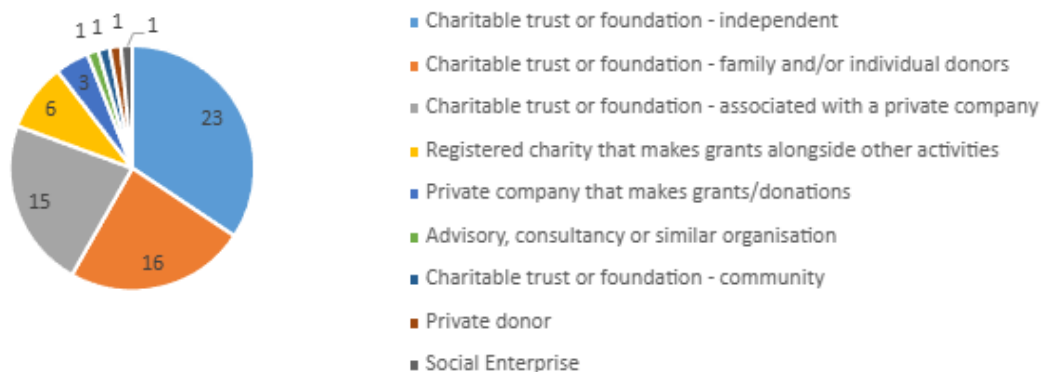 1 1 1 1
3
6
23
15
16
Charitable trust or foundation - independent
Charitable trust or foundation - family and/or individual donors
Charitable trust or foundation - associated with a private company
Registered charity that makes grants alongside other activities
Private company that makes grants/donations
Advisory, consultancy or similar organisation
Charitable trust or foundation - community
Private donor
Social Enterprise